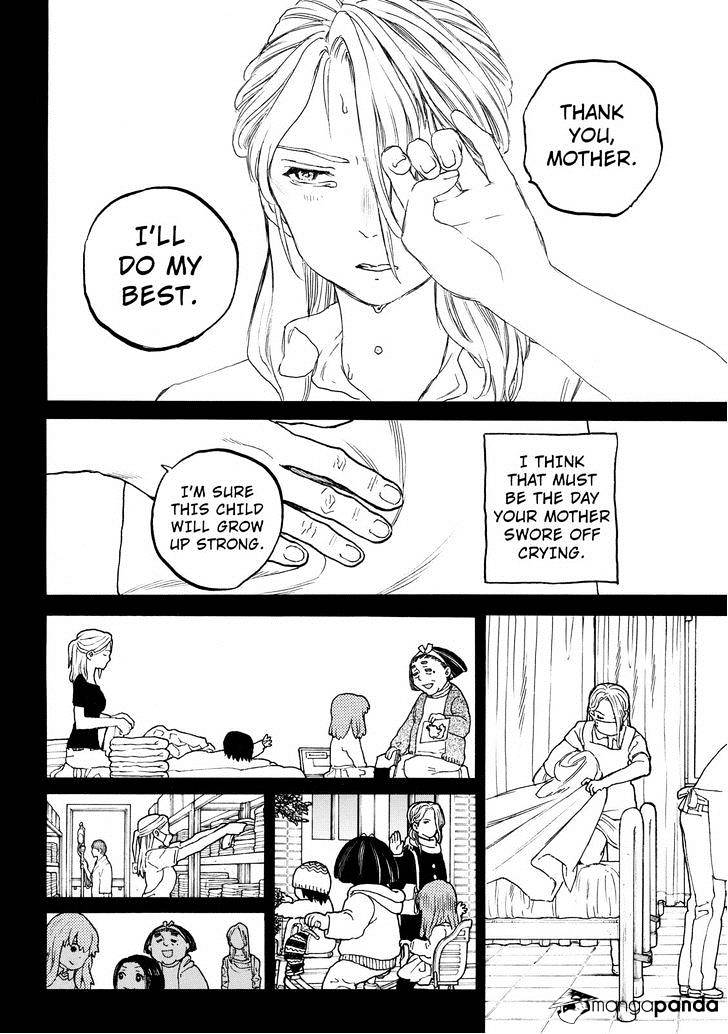 THANK
YOU,
MOTHER.
I'LL
DO MY
BEST.
I THINK
THAT MUST
BE THE DAY
YOUR MOTHER
SWORE OFF
CRYING.
I'M SURE
THIS CHILD
WILL GROW
UP STRONG.
mangapanda